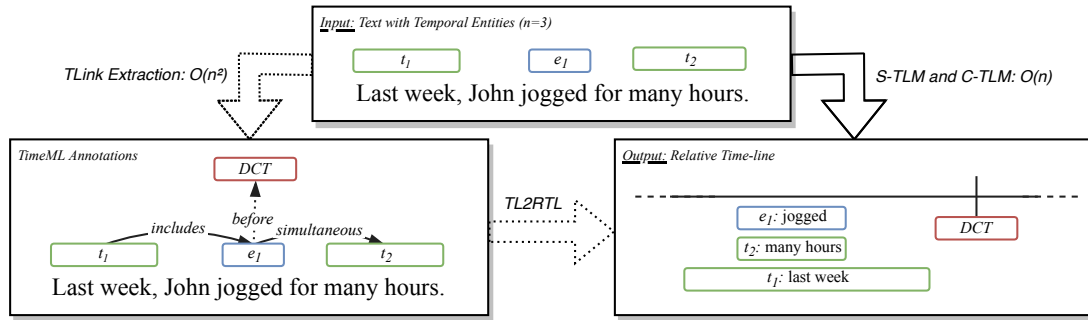 Input: Text with Temporal Entities (n=3)
t1 e1 t2
Last week, John jogged for many hours.
TLink Extraction: O(n²)
S-TLM and C-TLM: O(n)
TimeML Annotations
DCT
includes before simultaneous
t1 e1 t2
Last week, John jogged for many hours.
TL2RTL
Output: Relative Time-line
DCT
e1: jogged
t2: many hours
t1: last week